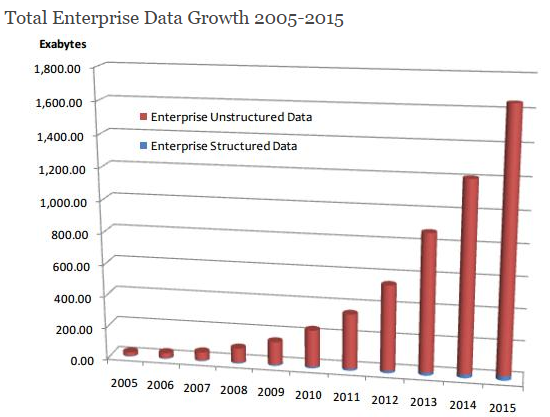 Total Enterprise Data Growth 2005-2015
Exabytes
1,800.00
1,600.00
1,400.00
1,200.00
1,000.00
800.00
600.00
400.00
200.00
0.00
Enterprise Unstructured Data
Enterprise Structured Data
2005 2006 2007 2008 2009 2010 2011 2012 2013 2014 2015